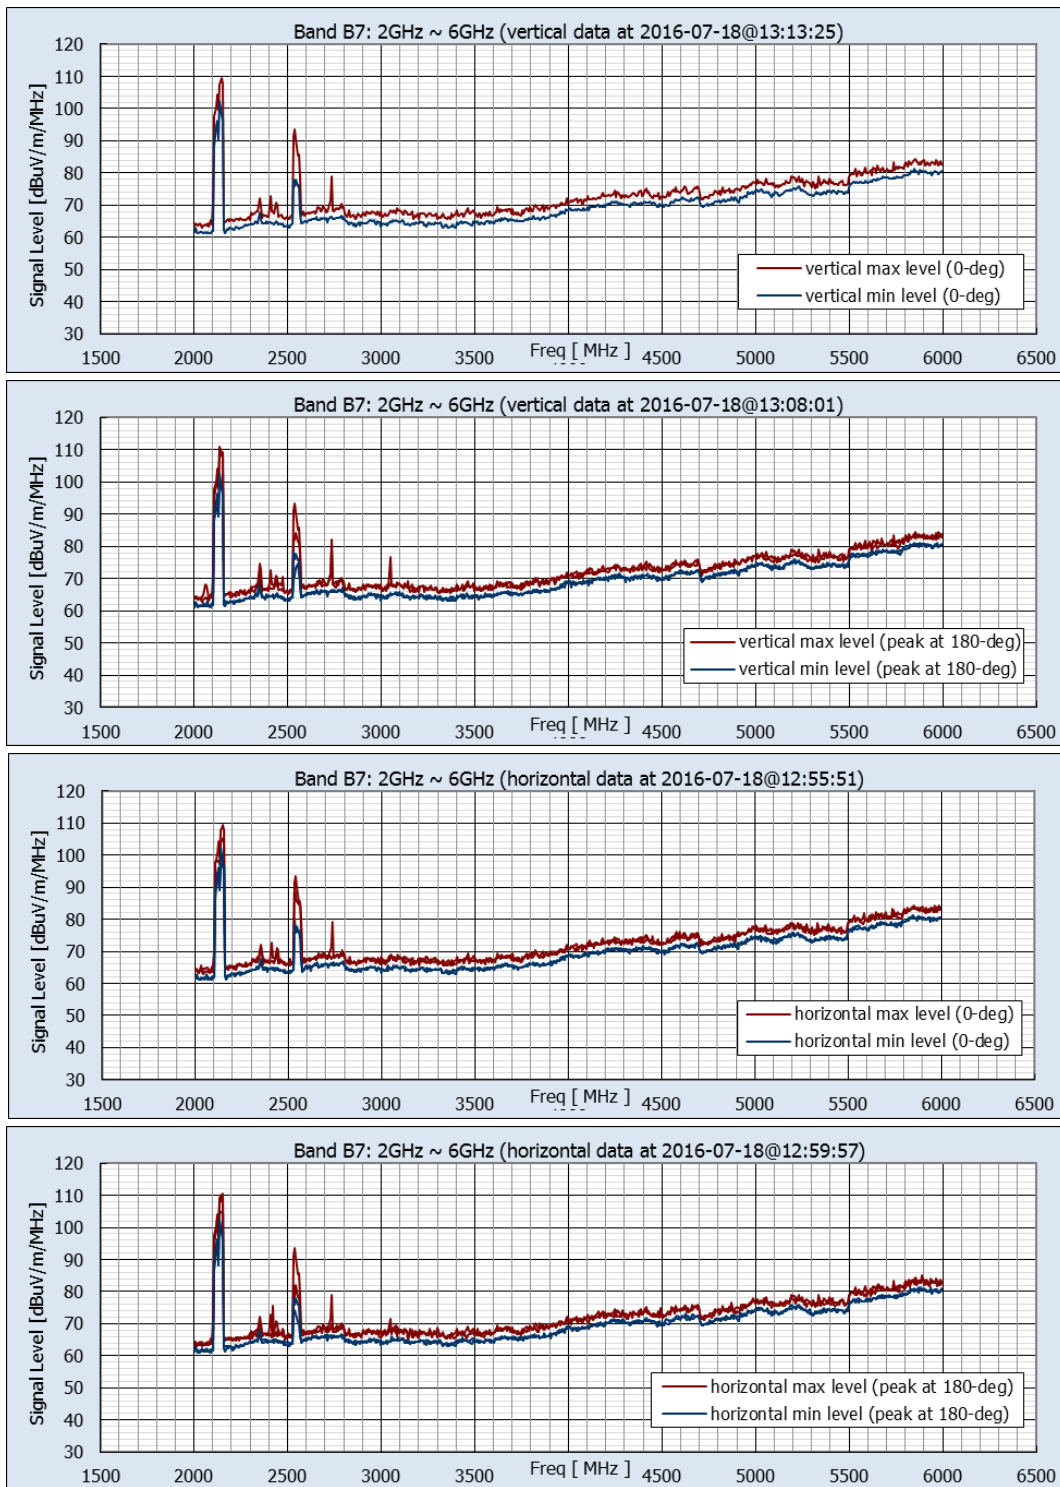 Band B7: 2GHz ~ 6GHz (vertical data at 2016-07-18@13:13:25)
Signal Level [dBuV/m/MHz]
120
110
100
90
80
70
60
50
40
30
vertical max level (0-deg)
vertical min level (0-deg)
1500 2000 2500 3000 3500 4500 5000 5500 6000 6500
Freq [ MHz ]
Band B7: 2GHz ~ 6GHz (vertical data at 2016-07-18@13:08:01)
Signal Level [dBuV/m/MHz]
120
110
100
90
80
70
60
50
40
30
vertical max level (peak at 180-deg)
vertical min level (peak at 180-deg)
1500 2000 2500 3000 3500 4500 5000 5500 6000 6500
Freq [ MHz ]
Band B7: 2GHz ~ 6GHz (horizontal data at 2016-07-18@12:55:51)
Signal Level [dBuV/m/MHz]
120
110
100
90
80
70
60
50
40
30
horizontal max level (0-deg)
horizontal min level (0-deg)
1500 2000 2500 3000 3500 4500 5000 5500 6000 6500
Freq [ MHz ]
Band B7: 2GHz ~ 6GHz (horizontal data at 2016-07-18@12:59:57)
Signal Level [dBuV/m/MHz]
120
110
100
90
80
70
60
50
40
30
horizontal max level (peak at 180-deg)
horizontal min level (peak at 180-deg)
1500 2000 2500 3000 3500 4500 5000 5500 6000 6500
Freq [ MHz ]